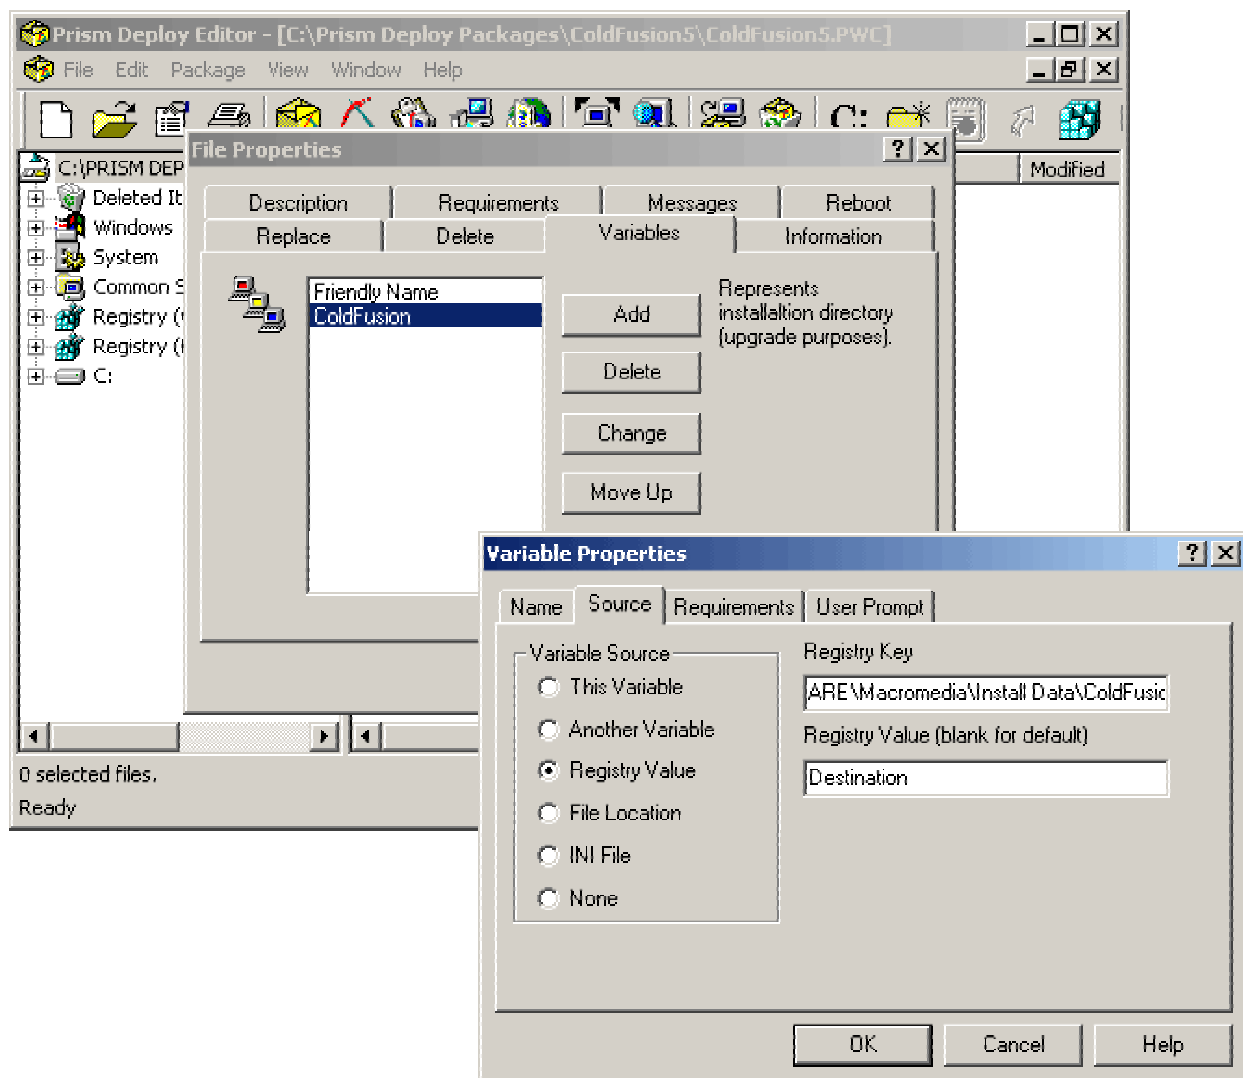 Prism Deploy Editor - [C:\Prism Deploy Packages\ColdFusion5\ColdFusion5.PWC]
File Edit Package View Window Help
C:
File Properties
C:\PRISM DEP
Modified
Deleted It
Windows
System
Common S
Registry (
Registry (
C:
Description Requirements Messages Reboot
Replace Delete Variables Information
Friendly Name
ColdFusion
Add
Delete
Change
Move Up
Represents
installaltion directory
(upgrade purposes).
0 selected files.
Ready
Variable Properties
Name Source Requirements User Prompt
Variable Source
This Variable
Another Variable
Registry Value
File Location
INI File
None
Registry Key
ARE\Macromedia\Install Data\ColdFusic
Registry Value (blank for default)
Destination
OK Cancel Help